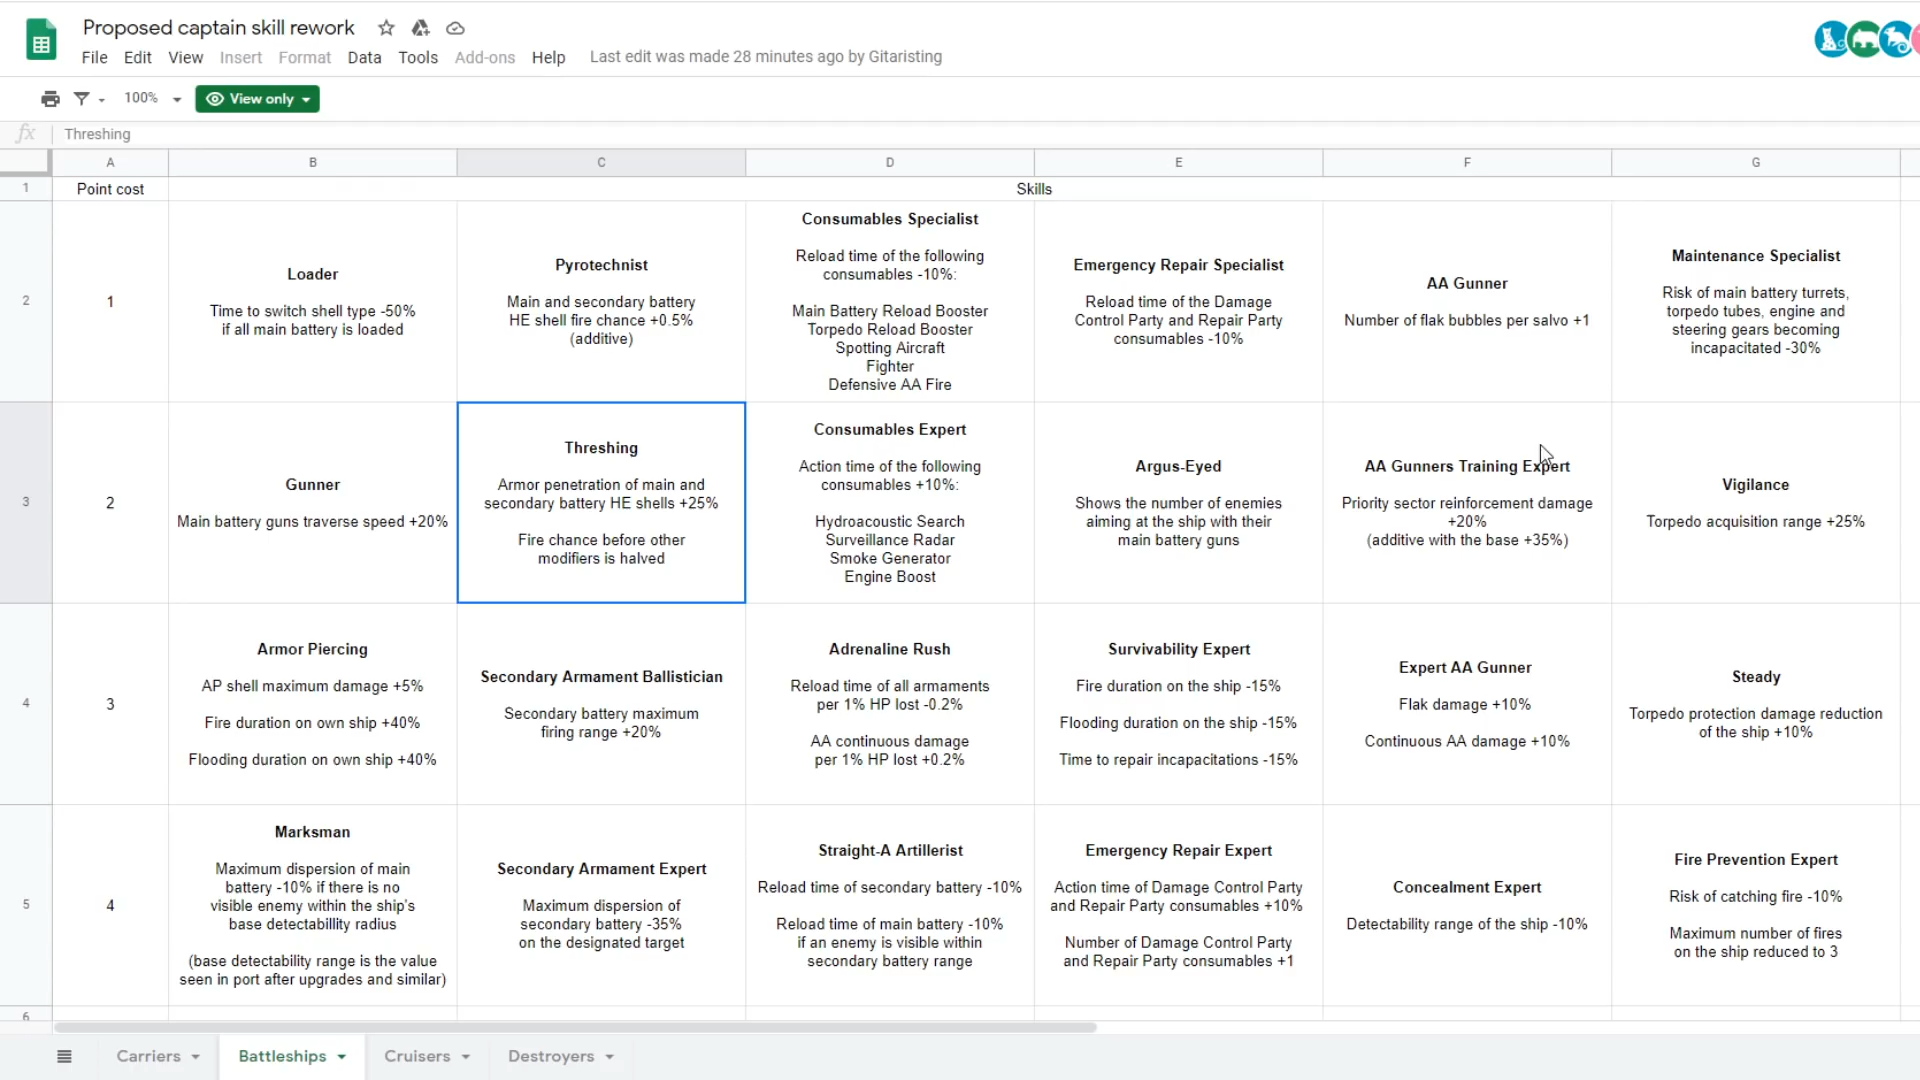 Proposed captain skill rework
File Edit View Insert Format Data Tools Add-ons Help Last edit was made 28 minutes ago by Gitaristing
100% View only
fx Threshing
A B C D E F G
1 Point cost Skills
2
1
Loader
Time to switch shell type -50%
if all main battery is loaded
Pyrotechnist
Main and secondary battery
HE shell fire chance +0.5%
(additive)
Consumables Specialist
Reload time of the following
consumables -10%:
Main Battery Reload Booster
Torpedo Reload Booster
Spotting Aircraft
Fighter
Defensive AA Fire
Emergency Repair Specialist
Reload time of the Damage
Control Party and Repair Party
consumables -10%
AA Gunner
Number of flak bubbles per salvo +1
Maintenance Specialist
Risk of main battery turrets,
torpedo tubes, engine and
steering gears becoming
incapacitated -30%
3
2
Gunner
Main battery guns traverse speed +20%
Threshing
Armor penetration of main and
secondary battery HE shells +25%
Fire chance before other
modifiers is halved
Consumables Expert
Action time of the following
consumables +10%:
Hydroacoustic Search
Surveillance Radar
Smoke Generator
Engine Boost
Argus-Eyed
Shows the number of enemies
aiming at the ship with their
main battery guns
AA Gunners Training Expert
Priority sector reinforcement damage
+20%
(additive with the base +35%)
Vigilance
Torpedo acquisition range +25%
4
3
Armor Piercing
AP shell maximum damage +5%
Fire duration on own ship +40%
Flooding duration on own ship +40%
Secondary Armament Ballistician
Secondary battery maximum
firing range +20%
Adrenaline Rush
Reload time of all armaments
per 1% HP lost -0.2%
AA continuous damage
per 1% HP lost +0.2%
Survivability Expert
Fire duration on the ship -15%
Flooding duration on the ship -15%
Time to repair incapacitations -15%
Expert AA Gunner
Flak damage +10%
Continuous AA damage +10%
Steady
Torpedo protection damage reduction
of the ship +10%
5
4
Marksman
Maximum dispersion of main
battery -10% if there is no
visible enemy within the ship's
base detectabillity radius
(base detectability range is the value
seen in port after upgrades and similar)
Secondary Armament Expert
Maximum dispersion of
secondary battery -35%
on the designated target
Straight-A Artillerist
Reload time of secondary battery -10%
Reload time of main battery -10%
if an enemy is visible within
secondary battery range
Emergency Repair Expert
Action time of Damage Control Party
and Repair Party consumables +10%
Number of Damage Control Party
and Repair Party consumables +1
Concealment Expert
Detectability range of the ship -10%
Fire Prevention Expert
Risk of catching fire -10%
Maximum number of fires
on the ship reduced to 3
6
Carriers Battleships Cruisers Destroyers